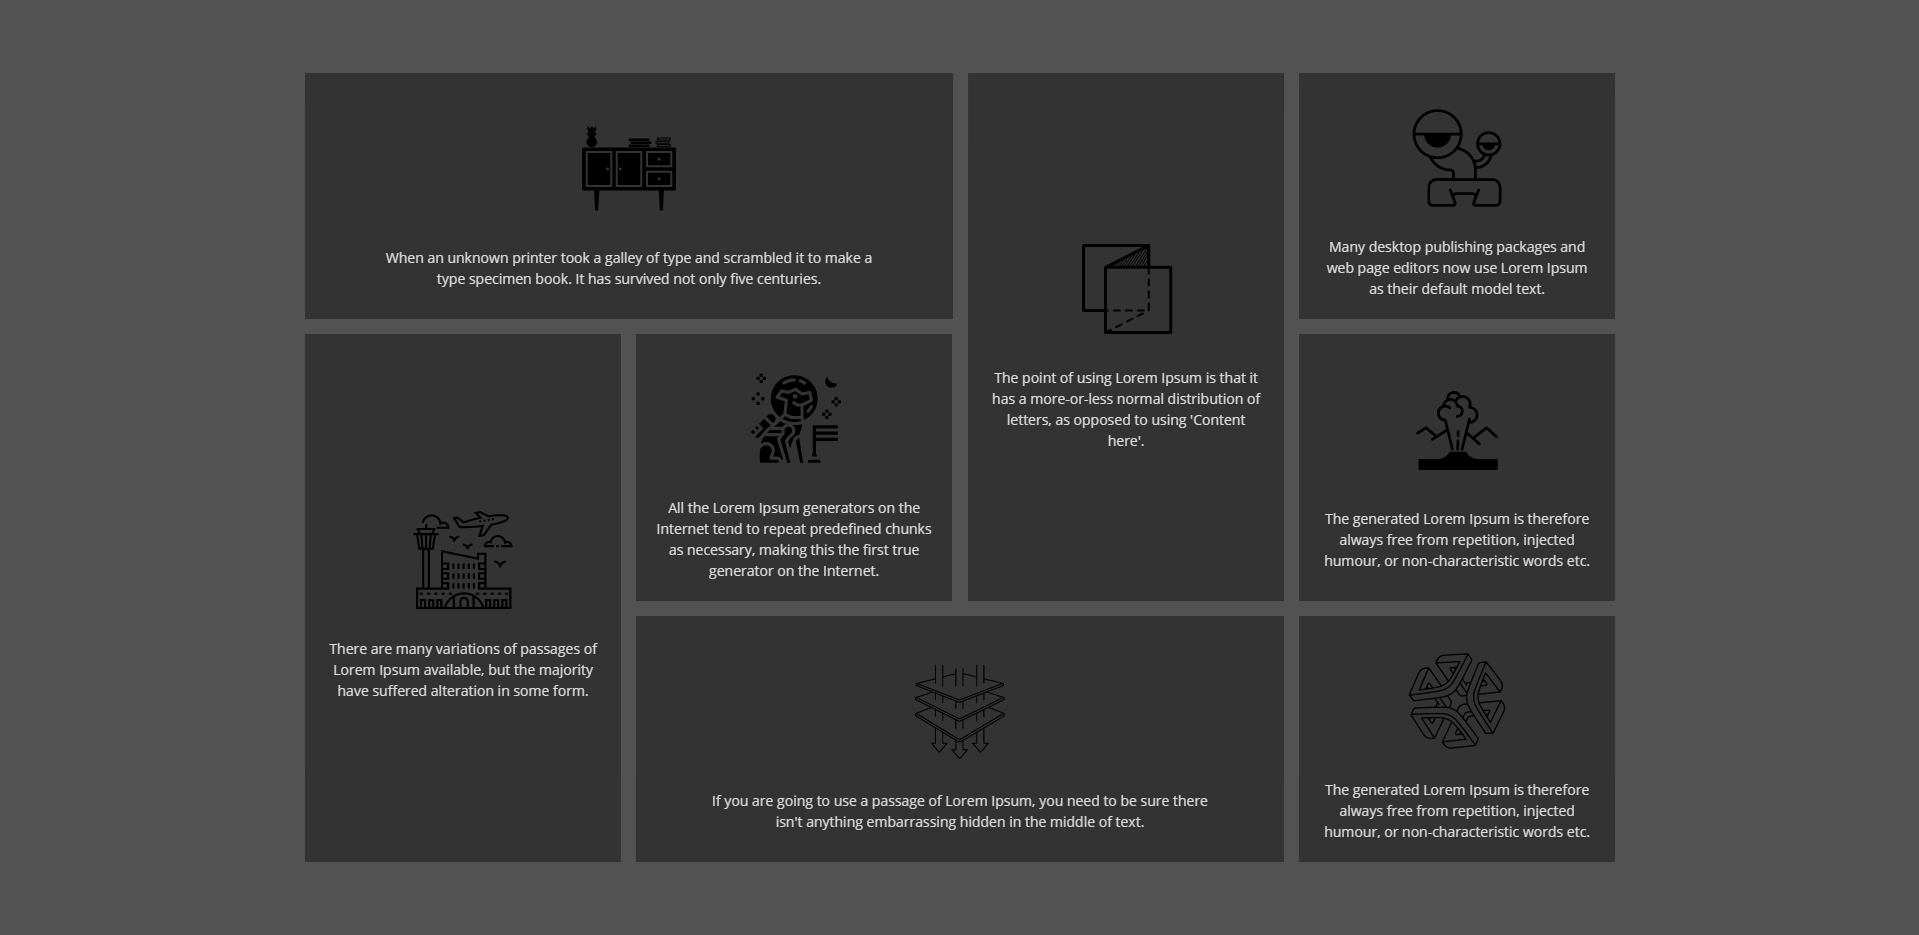 When an unknown printer took a galley of type and scrambled it to make a
type specimen book. It has survived not only five centuries.
The point of using Lorem Ipsum is that it
has a more-or-less normal distribution of
letters, as opposed to using 'Content
here'.
Many desktop publishing packages and
web page editors now use Lorem Ipsum
as their default model text.
There are many variations of passages of
Lorem Ipsum available, but the majority
have suffered alteration in some form.
All the Lorem Ipsum generators on the
Internet tend to repeat predefined chunks
as necessary, making this the first true
generator on the Internet.
The generated Lorem Ipsum is therefore
always free from repetition, injected
humour, or non-characteristic words etc.
If you are going to use a passage of Lorem Ipsum, you need to be sure there
isn't anything embarrassing hidden in the middle of text.
The generated Lorem Ipsum is therefore
always free from repetition, injected
humour, or non-characteristic words etc.